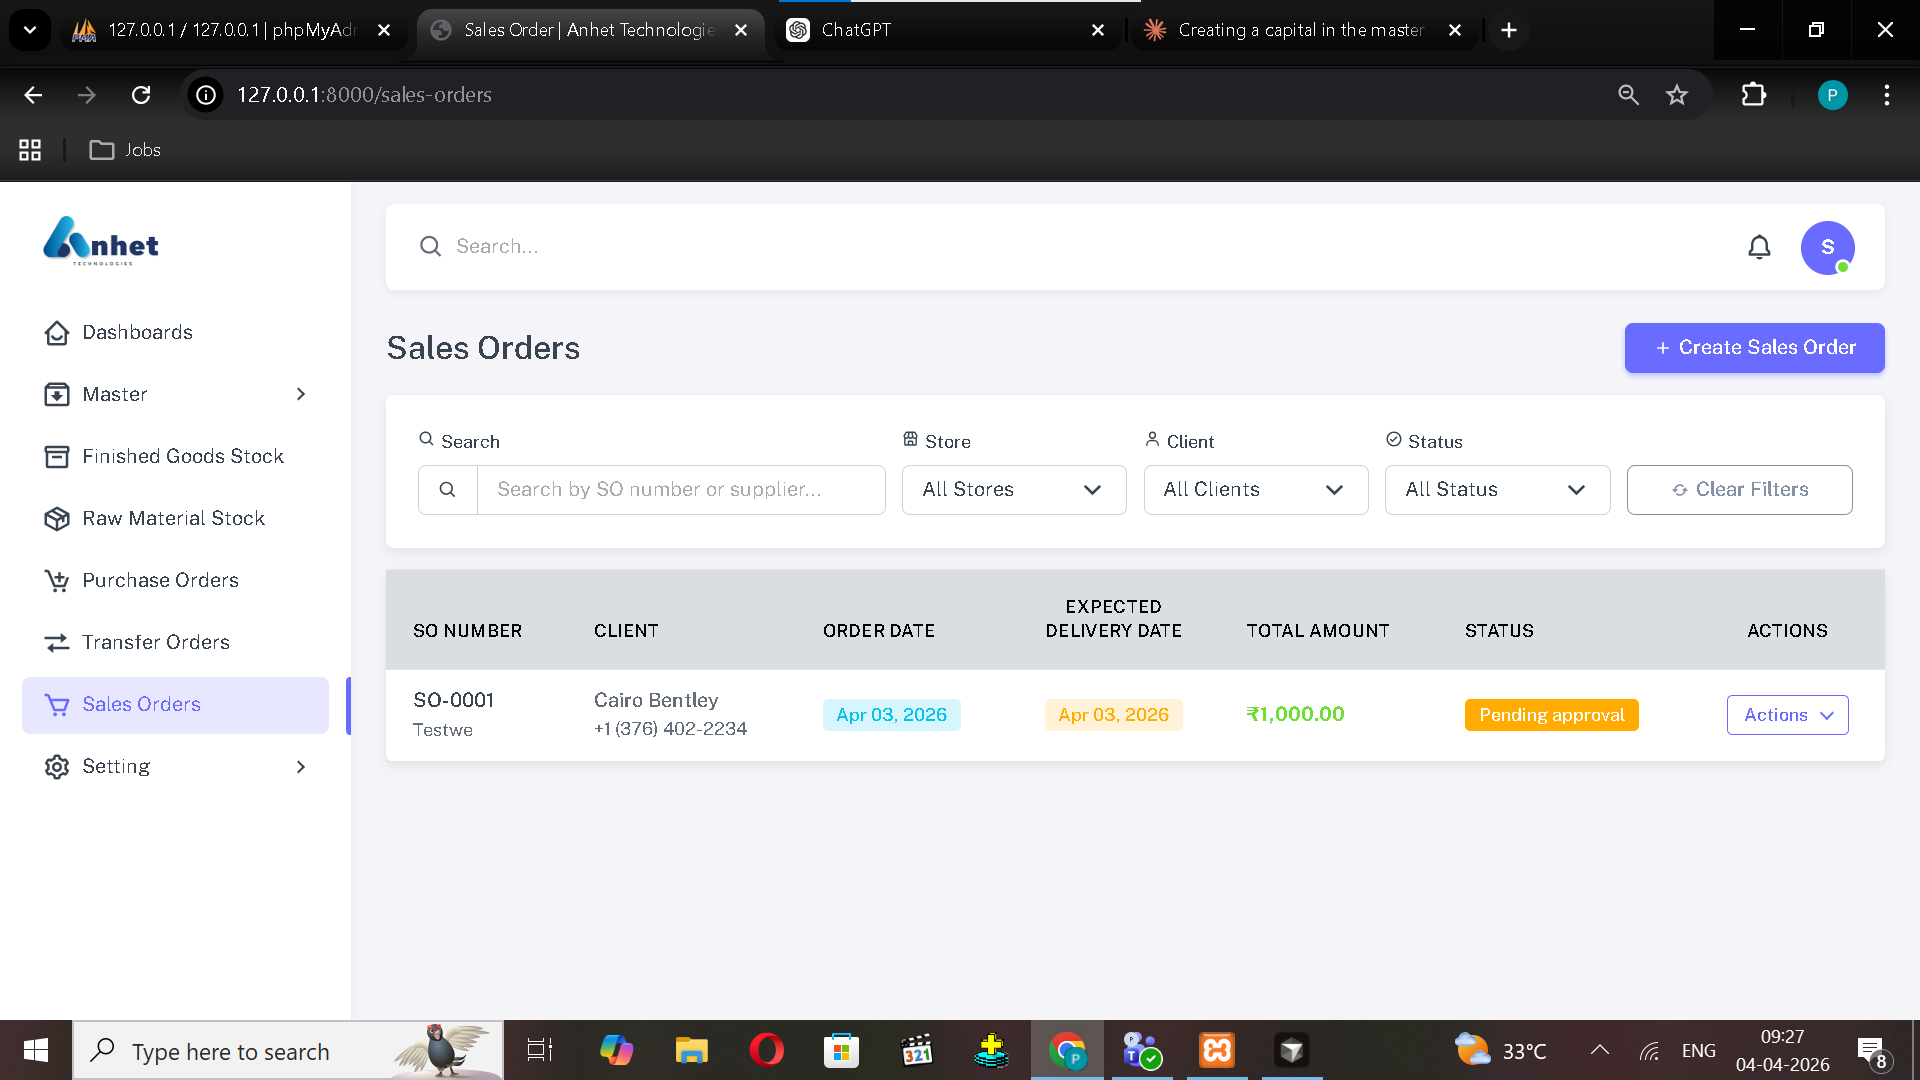 127.0.0.1 / 127.0.0.1 | phpMyAdr
Sales Order | Anhet Technologie
ChatGPT
Creating a capital in the master
127.0.0.1:8000/sales-orders
P
Jobs
Anhet
TECHNOLOGIES
Search...
S
Dashboards
Master
Finished Goods Stock
Raw Material Stock
Purchase Orders
Transfer Orders
Sales Orders
Setting
Sales Orders
+ Create Sales Order
Search
Store
Client
Status
Search by SO number or supplier...
All Stores
All Clients
All Status
Clear Filters
SO NUMBER
CLIENT
ORDER DATE
EXPECTED
DELIVERY DATE
TOTAL AMOUNT
STATUS
ACTIONS
SO-0001
Testwe
Cairo Bentley
+1 (376) 402-2234
Apr 03, 2026
Apr 03, 2026
₹1,000.00
Pending approval
Actions
Type here to search
321
P
T
33°C
ENG
09:27
04-04-2026
8